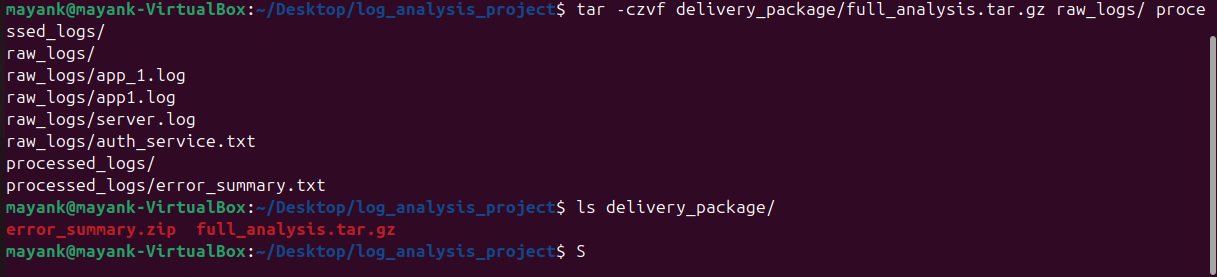 mayank@mayank-VirtualBox:~/Desktop/log_analysis_project$ tar -czvf delivery_package/full_analysis.tar.gz raw_logs/ proce
ssed_logs/
raw_logs/
raw_logs/app_1.log
raw_logs/app1.log
raw_logs/server.log
raw_logs/auth_service.txt
processed_logs/
processed_logs/error_summary.txt
mayank@mayank-VirtualBox:~/Desktop/log_analysis_project$ ls delivery_package/
error_summary.zip  full_analysis.tar.gz
mayank@mayank-VirtualBox:~/Desktop/log_analysis_project$ S